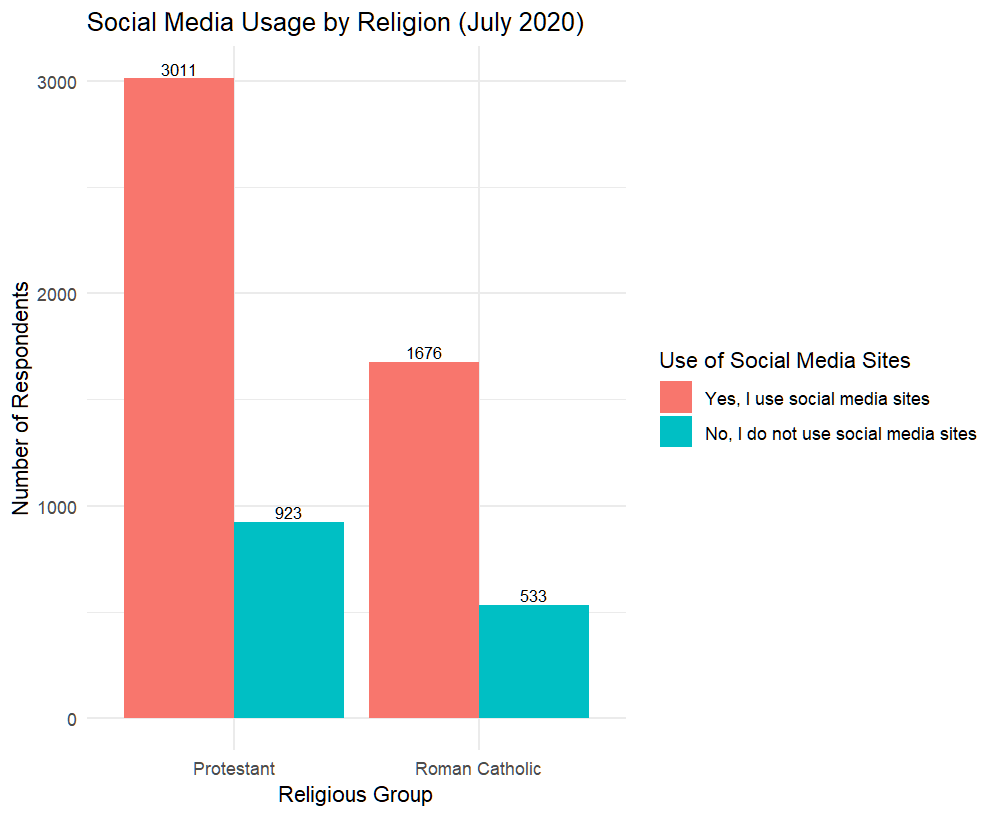 Social Media Usage by Religion (July 2020)
Number of Respondents
3000
2000
1000
0
3011
923
1676
533
Protestant
Roman Catholic
Religious Group
Use of Social Media Sites
Yes, I use social media sites
No, I do not use social media sites